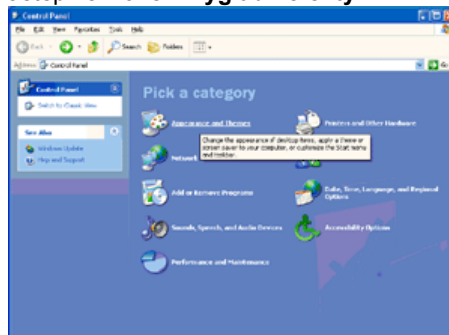 Control Panel
File Edit View Favorites Tools Help
Back Search Folders
Address Control Panel Go
Control Panel
Switch to Classic View
See Also
Windows Update
Help and Support
Pick a category
Appearance and Themes
Printers and Other Hardware
Change the appearance of desktop items, apply a theme or
screen saver to your computer, or customize the Start menu
and taskbar.
Network
Add or Remove Programs
Date, Time, Language, and Regional
Options
Sounds, Speech, and Audio Devices
Accessibility Options
Performance and Maintenance